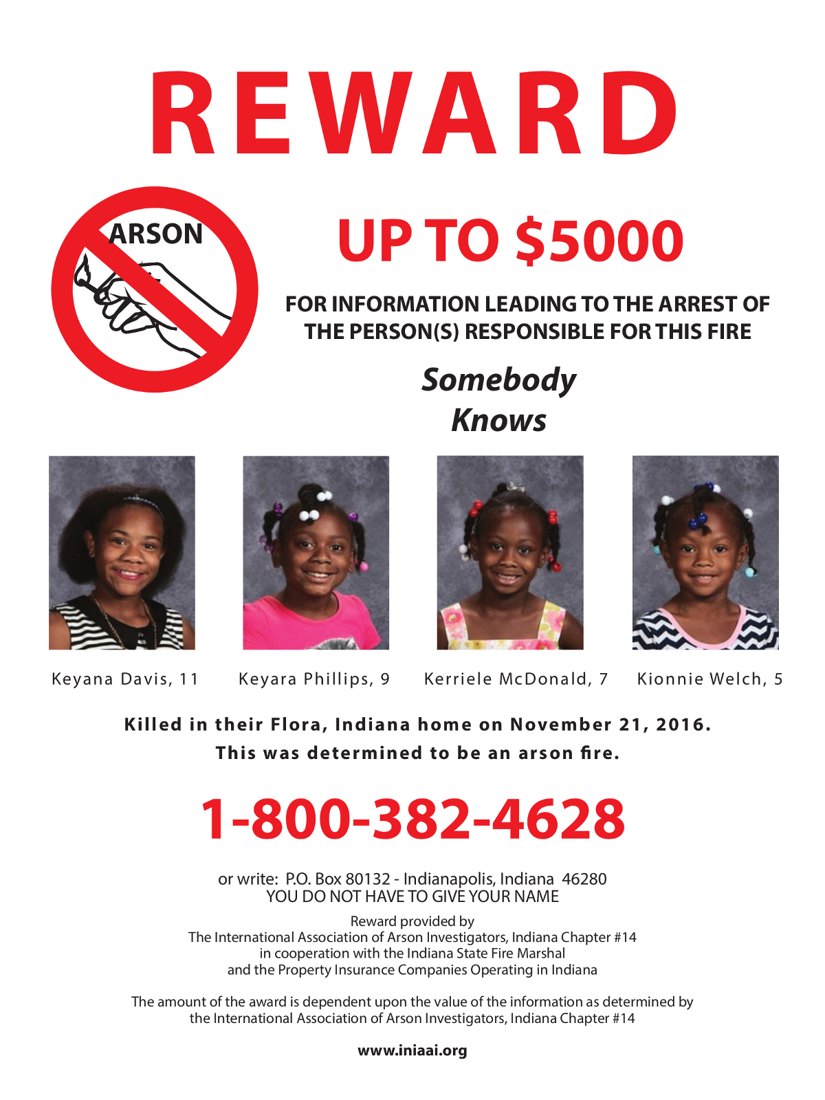 REWARD
ARSON
UP TO $5000
FOR INFORMATION LEADING TO THE ARREST OF
THE PERSON(S) RESPONSIBLE FOR THIS FIRE
Somebody
Knows
Keyana Davis, 11
Keyara Phillips, 9
Kerriele McDonald, 7
Kionnie Welch, 5
Killed in their Flora, Indiana home on November 21, 2016.
This was determined to be an arson fire.
1-800-382-4628
or write:  P.O. Box 80132 - Indianapolis, Indiana  46280
YOU DO NOT HAVE TO GIVE YOUR NAME
Reward provided by
The International Association of Arson Investigators, Indiana Chapter #14
in cooperation with the Indiana State Fire Marshal
and the Property Insurance Companies Operating in Indiana
The amount of the award is dependent upon the value of the information as determined by
the International Association of Arson Investigators, Indiana Chapter #14
www.iniaai.org